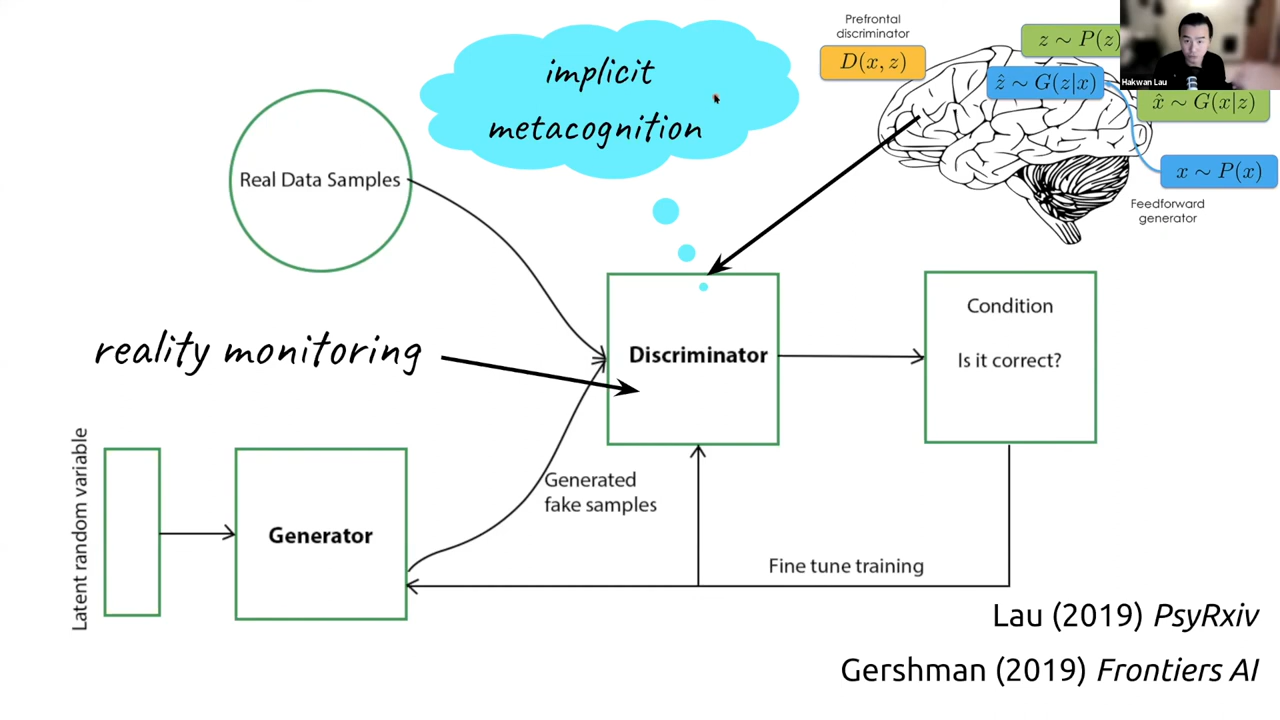 Prefrontal
discriminator
D(x, z)
z ∼ P(z)
ẑ ∼ G(z|x)
x̂ ∼ G(x|z)
x ∼ P(x)
Feedforward
generator
Hakwan Lau
implicit
metacognition
Real Data Samples
reality monitoring
Discriminator
Condition
Is it correct?
Latent random variable
Generator
Generated
fake samples
Fine tune training
Lau (2019) PsyRxiv
Gershman (2019) Frontiers AI